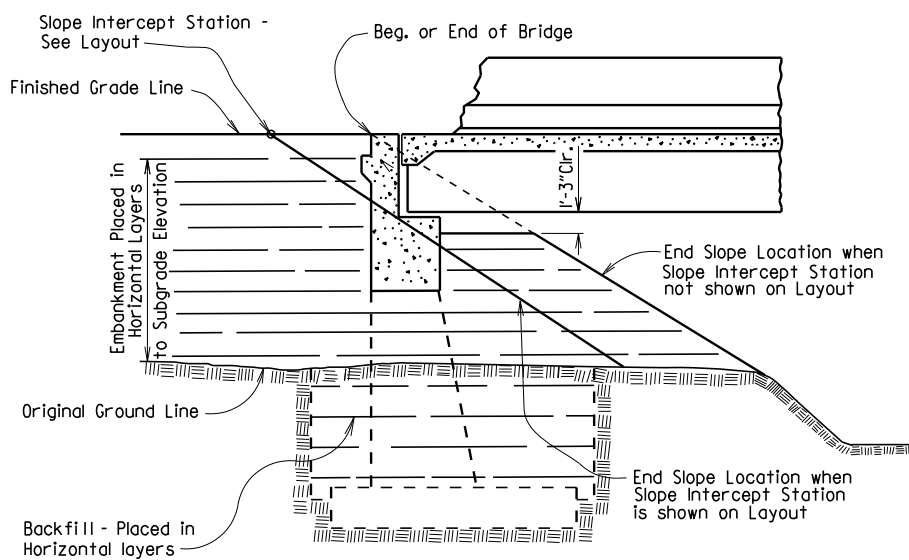 Slope Intercept Station -
See Layout
Beg. or End of Bridge
Finished Grade Line
1'-3"Clr.
Embankment Placed in
Horizontal Layers
to Subgrade Elevation
End Slope Location when
Slope Intercept Station
not shown on Layout
Original Ground Line
End Slope Location when
Slope Intercept Station
is shown on Layout
Backfill - Placed in
Horizontal layers